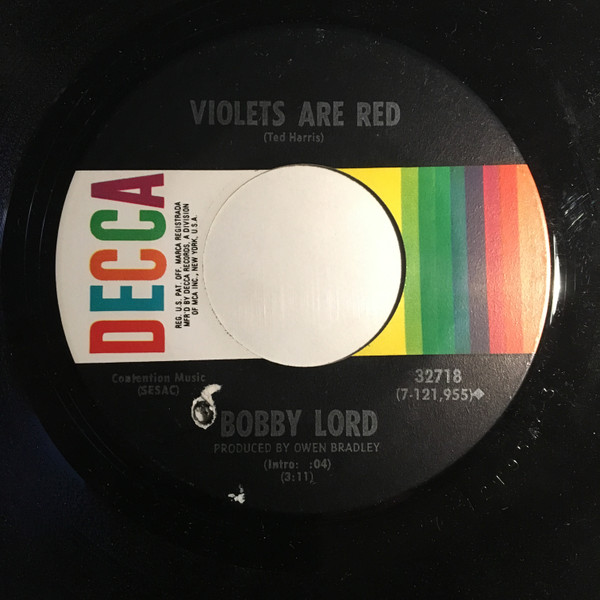 VIOLETS ARE RED
(Ted Harris)
DECCA
REG. U.S. PAT. OFF. MARCA REGISTRADA
MFR'D BY DECCA RECORDS, A DIVISION
OF MCA INC., NEW YORK, U.S.A.
Contention Music
(SESAC)
32718
(7-121,955)
BOBBY LORD
PRODUCED BY OWEN BRADLEY
(Intro: :04)
(3:11)